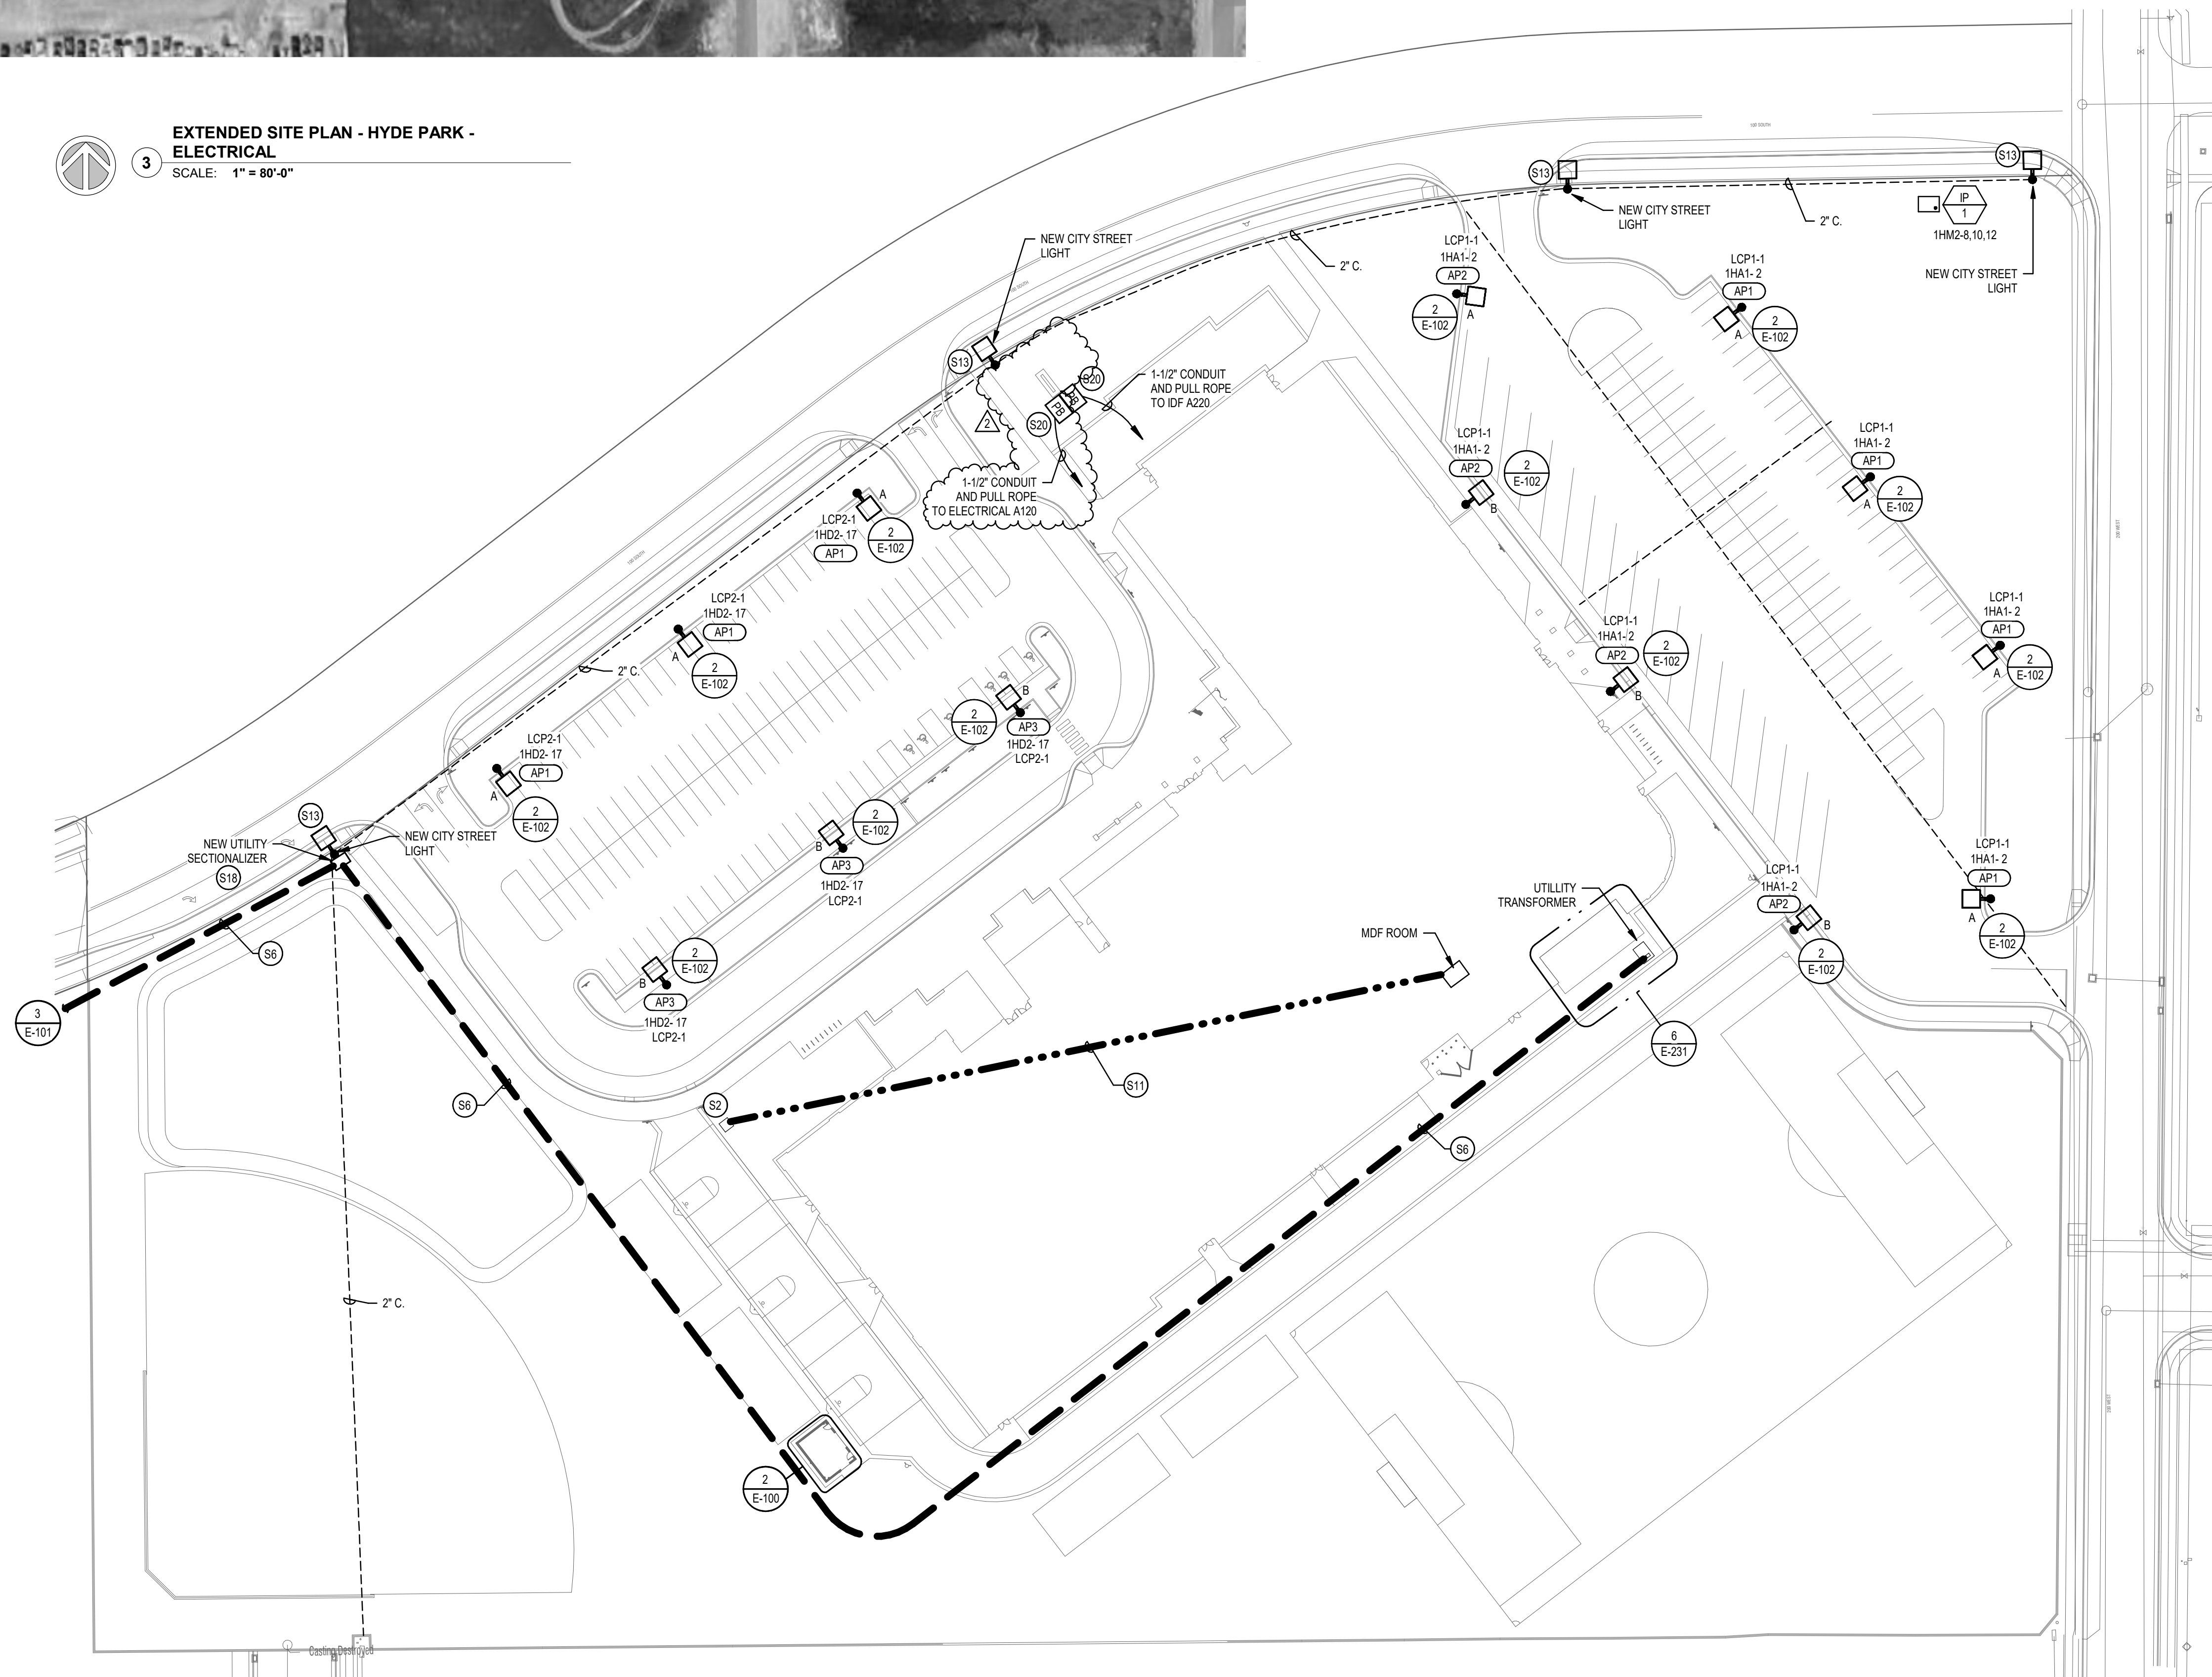 EXTENDED SITE PLAN - HYDE PARK -
ELECTRICAL
3
SCALE: 1" = 80'-0"
100 SOUTH
S13
NEW CITY STREET
LIGHT
2" C.
S13
IP
1
1HM2-8,10,12
NEW CITY STREET
LIGHT
NEW CITY STREET
LIGHT
100 SOUTH
S13
2" C.
LCP1-1
1HA1- 2
AP2
2
E-102
A
LCP1-1
1HA1- 2
AP1
2
E-102
A
S20
PB
PB
S20
2
1-1/2" CONDUIT
AND PULL ROPE
TO IDF A220
1-1/2" CONDUIT
AND PULL ROPE
TO ELECTRICAL A120
LCP1-1
1HA1- 2
AP2
2
E-102
B
LCP1-1
1HA1- 2
AP1
2
E-102
A
A
LCP2-1
1HD2- 17
AP1
2
E-102
100 SOUTH
LCP2-1
1HD2- 17
AP1
A
2
E-102
2" C.
LCP1-1
1HA1- 2
AP2
2
E-102
B
LCP1-1
1HA1- 2
AP1
2
E-102
A
B
2
E-102
AP3
1HD2- 17
LCP2-1
LCP2-1
1HD2- 17
AP1
A
2
E-102
2
E-102
B
AP3
1HD2- 17
LCP2-1
S13
NEW UTILITY
SECTIONALIZER
S18
NEW CITY STREET
LIGHT
LCP1-1
1HA1- 2
AP1
A
2
E-102
LCP1-1
1HA1- 2
AP2
B
2
E-102
UTILLITY
TRANSFORMER
MDF ROOM
S6
3
E-101
2
E-102
B
AP3
1HD2- 17
LCP2-1
6
E-231
S11
S6
S2
S6
2" C.
2
E-100
Casting Destroyed